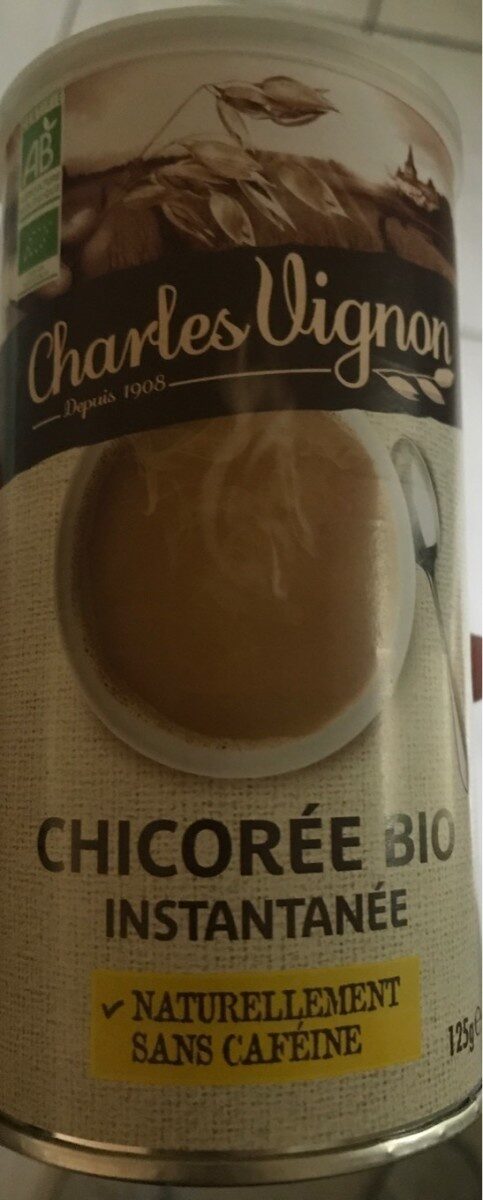 AB
Charles Vignon
Depuis 1908
CHICORÉE BIO
INSTANTANÉE
✓ NATURELLEMENT
SANS CAFÉINE
125g e